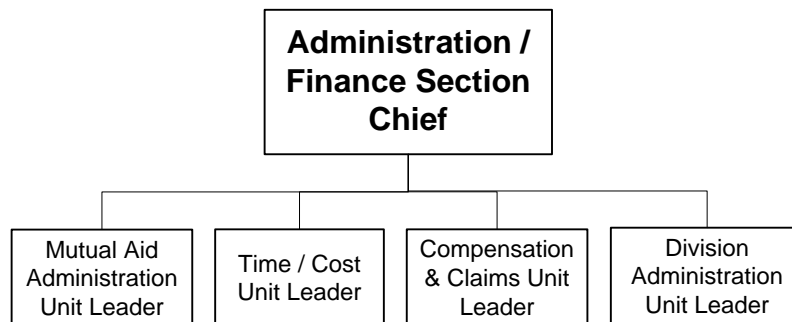 Administration /
Finance Section
Chief
Mutual Aid
Administration
Unit Leader
Time / Cost
Unit Leader
Compensation
& Claims Unit
Leader
Division
Administration
Unit Leader